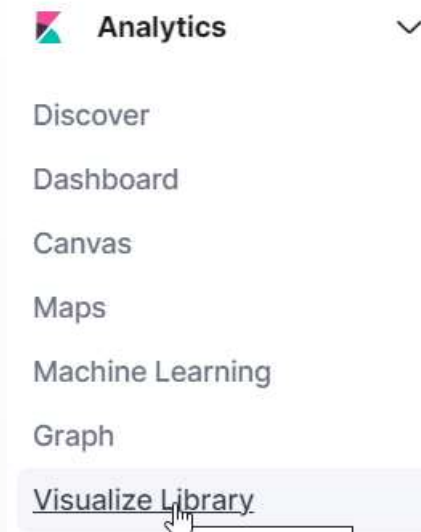 Analytics
Discover
Dashboard
Canvas
Maps
Machine Learning
Graph
Visualize Library